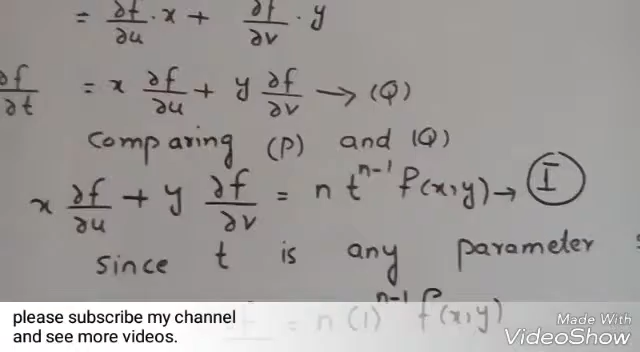 = ∂f/∂u · x + ∂f/∂v · y
∂f/∂t = x ∂f/∂u + y ∂f/∂v → (Q)
Comparing (P) and (Q)
x ∂f/∂u + y ∂f/∂v = n t^(n-1) f(x,y) → I
since t is any parameter
= n (1)^(n-1) f(x,y)
please subscribe my channel
and see more videos.
Made With
VideoShow